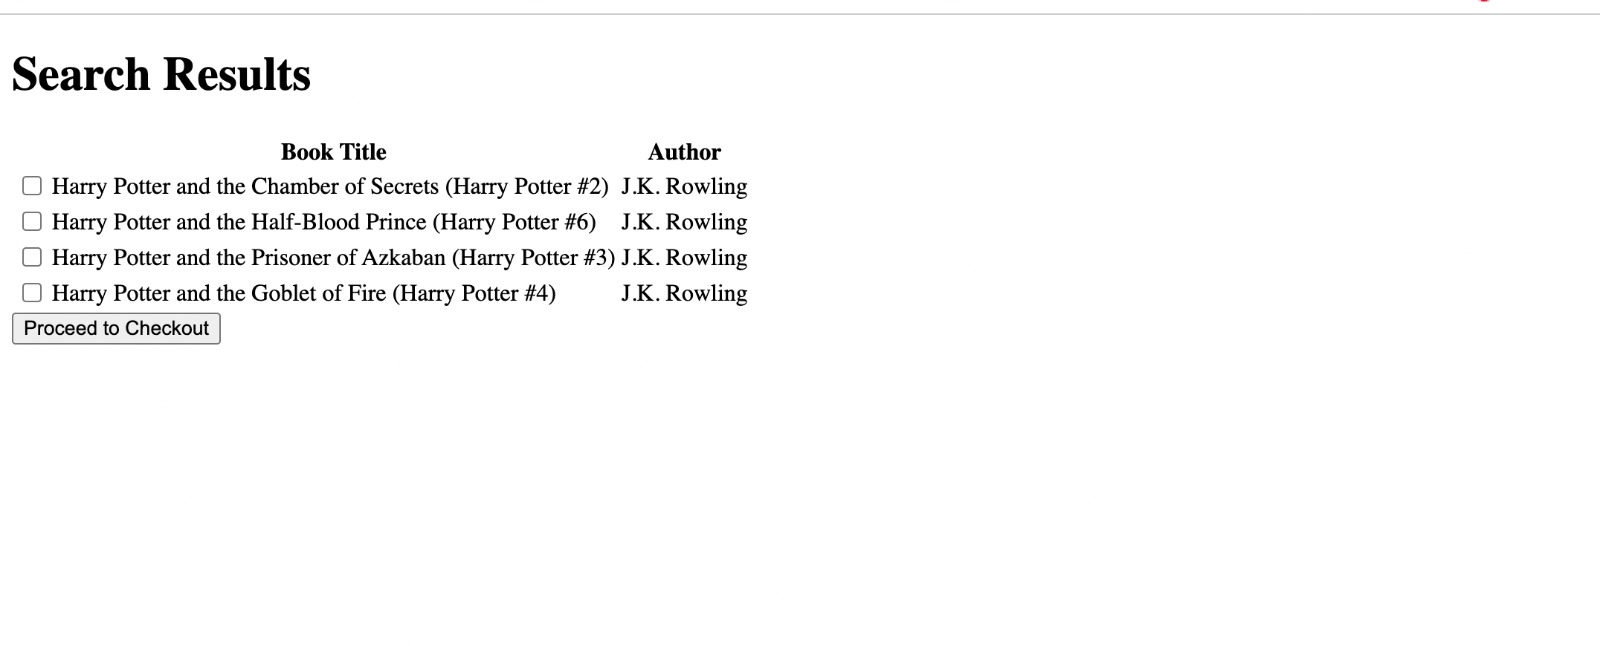 Search Results
Book Title Author
Harry Potter and the Chamber of Secrets (Harry Potter #2) J.K. Rowling
Harry Potter and the Half-Blood Prince (Harry Potter #6) J.K. Rowling
Harry Potter and the Prisoner of Azkaban (Harry Potter #3) J.K. Rowling
Harry Potter and the Goblet of Fire (Harry Potter #4) J.K. Rowling
Proceed to Checkout